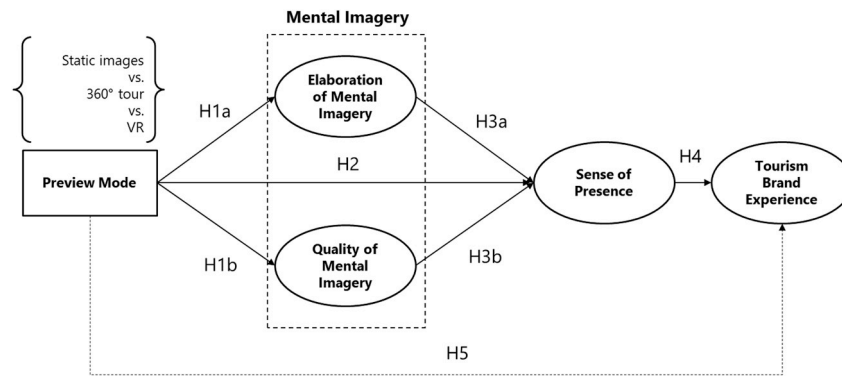 Mental Imagery
Static images
vs.
360° tour
vs.
VR
Elaboration
of Mental
Imagery
H1a
H3a
H2
H4
Preview Mode
Sense of
Presence
Tourism
Brand
Experience
H1b
Quality of
Mental
Imagery
H3b
H5